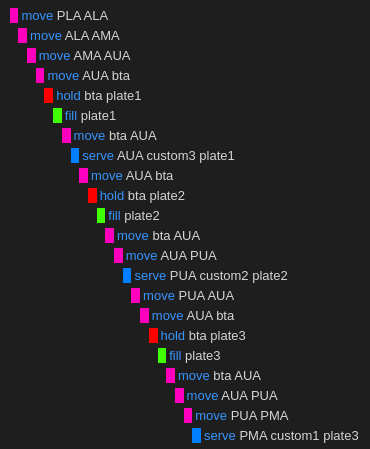 move PLA ALA
move ALA AMA
move AMA AUA
move AUA bta
hold bta plate1
fill plate1
move bta AUA
serve AUA custom3 plate1
move AUA bta
hold bta plate2
fill plate2
move bta AUA
move AUA PUA
serve PUA custom2 plate2
move PUA AUA
move AUA bta
hold bta plate3
fill plate3
move bta AUA
move AUA PUA
move PUA PMA
serve PMA custom1 plate3